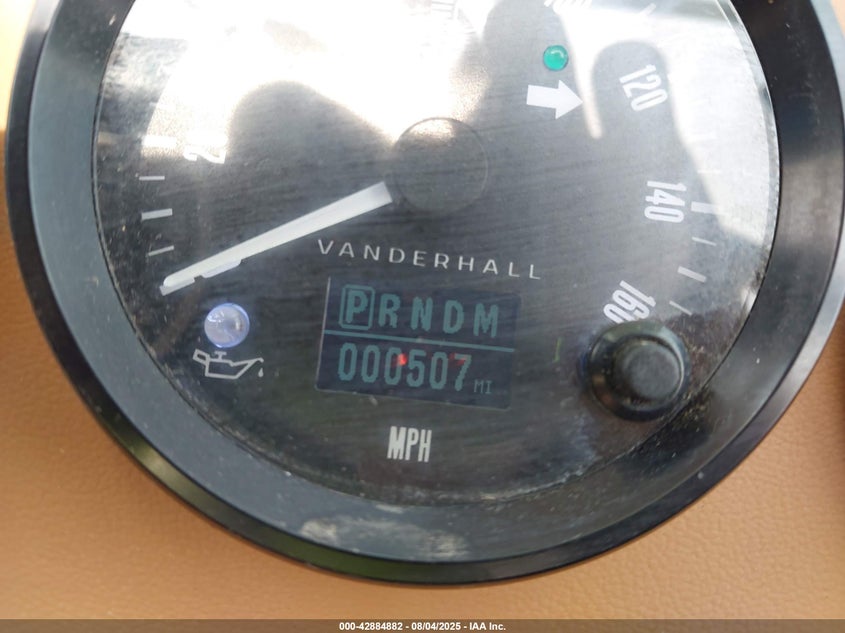 120
140
160
VANDERHALL
PRNDM
000507 MI
MPH
000-42884882 - 08/04/2025 - IAA Inc.